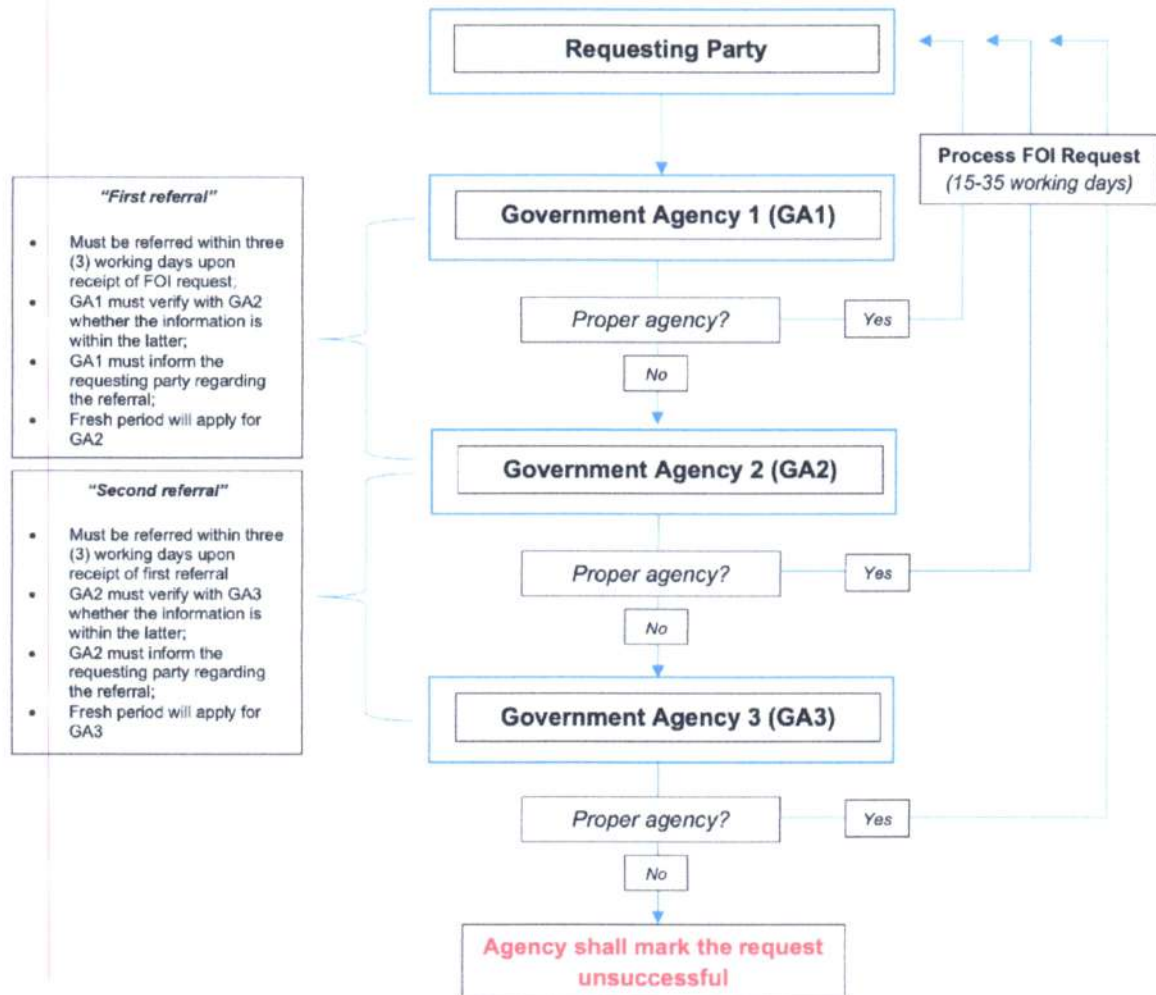 Requesting Party
Process FOI Request
(15-35 working days)
"First referral"
• Must be referred within three
(3) working days upon
receipt of FOI request;
• GA1 must verify with GA2
whether the information is
within the latter;
• GA1 must inform the
requesting party regarding
the referral;
• Fresh period will apply for
GA2
Government Agency 1 (GA1)
Proper agency?
Yes
No
Government Agency 2 (GA2)
"Second referral"
• Must be referred within three
(3) working days upon
receipt of first referral
• GA2 must verify with GA3
whether the information is
within the latter;
• GA2 must inform the
requesting party regarding
the referral;
• Fresh period will apply for
GA3
Proper agency?
Yes
No
Government Agency 3 (GA3)
Proper agency?
Yes
No
Agency shall mark the request
unsuccessful